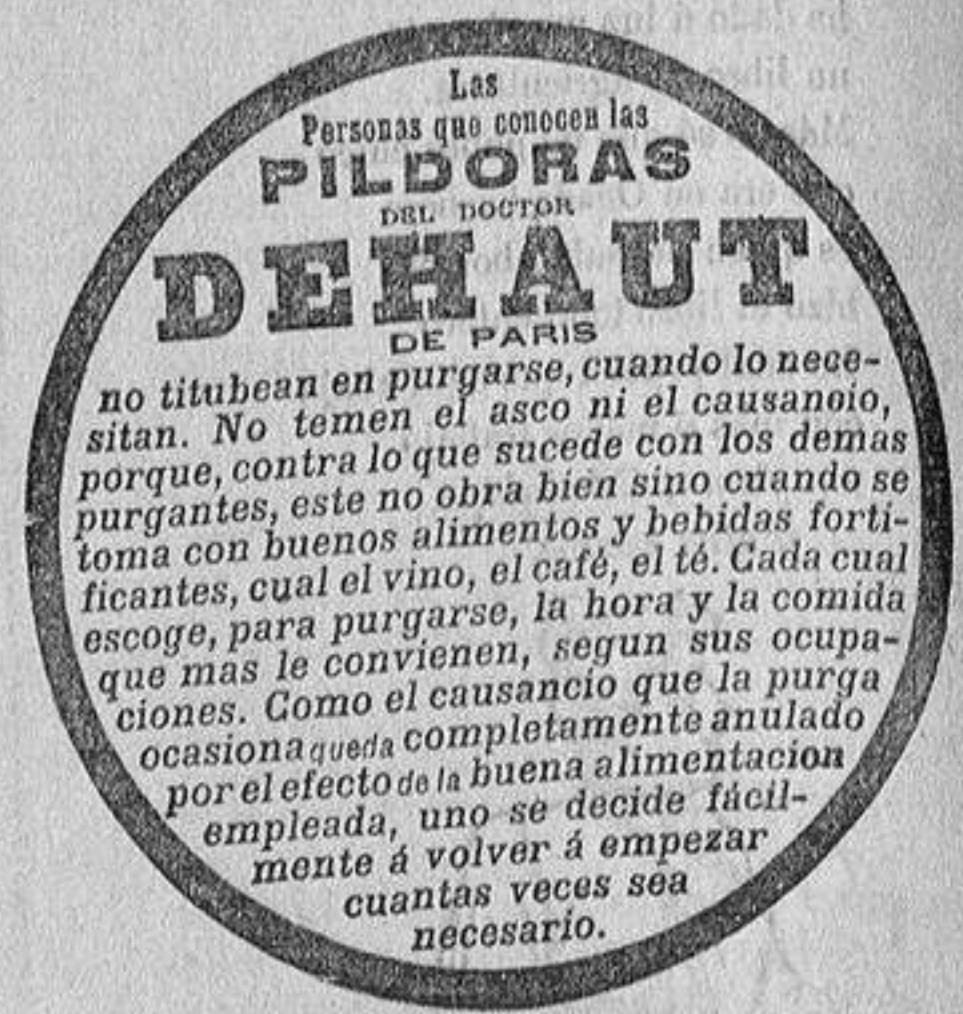 Las
Personas que conocen las
PILDORAS
DEL DOCTOR
DEHAUT
DE PARIS
no titubean en purgarse, cuando lo nece-
sitan. No temen el asco ni el causancio,
porque, contra lo que sucede con los demas
purgantes, este no obra bien sino cuando se
toma con buenos alimentos y bebidas forti-
ficantes, cual el vino, el café, el té. Cada cual
escoge, para purgarse, la hora y la comida
que mas le convienen, segun sus ocupa-
ciones. Como el causancio que la purga
ocasiona queda completamente anulado
por el efecto de la buena alimentacion
empleada, uno se decide fácil-
mente á volver á empezar
cuantas veces sea
necesario.